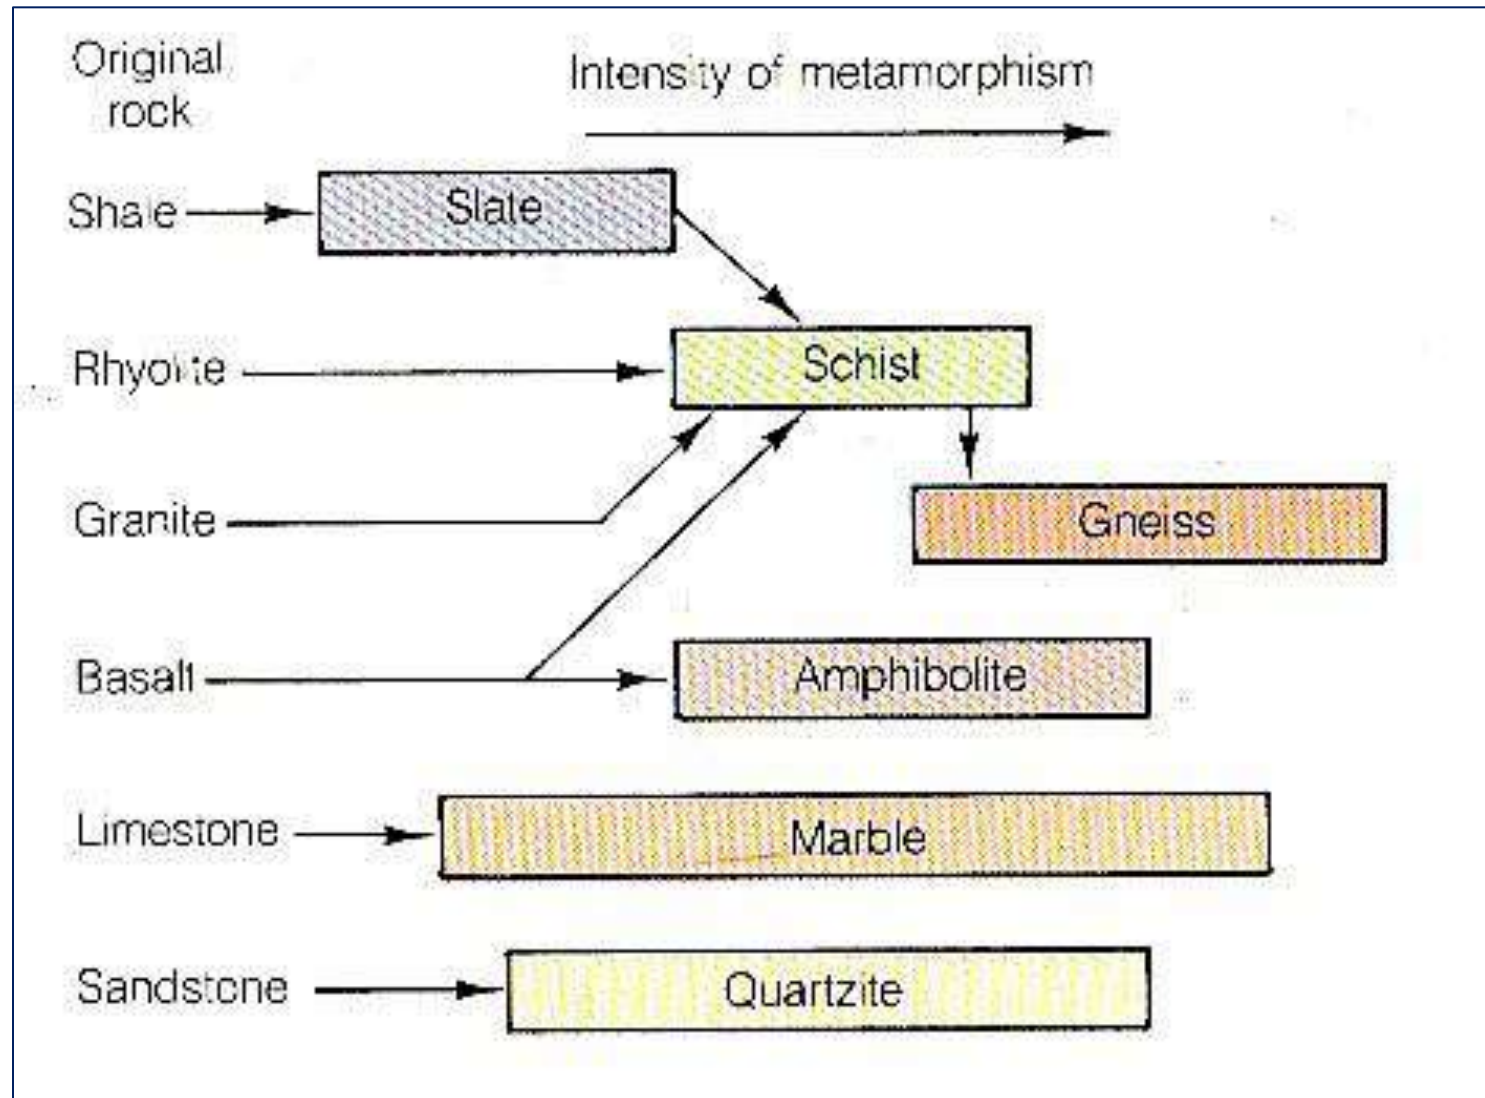 Original
rock
Intensity of metamorphism
Shale
Slate
Rhyolite
Schist
Granite
Gneiss
Basalt
Amphibolite
Limestone
Marble
Sandstone
Quartzite